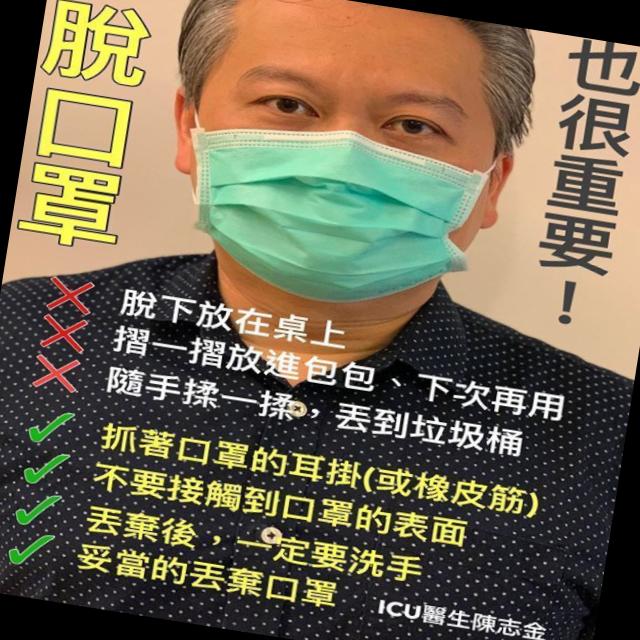 脫口罩
也很重要！
脫下放在桌上
摺一摺放進包包、下次再用
隨手揉一揉，丟到垃圾桶
抓著口罩的耳掛(或橡皮筋)
不要接觸到口罩的表面
丟棄後，一定要洗手
妥當的丟棄口罩
ICU醫生陳志金